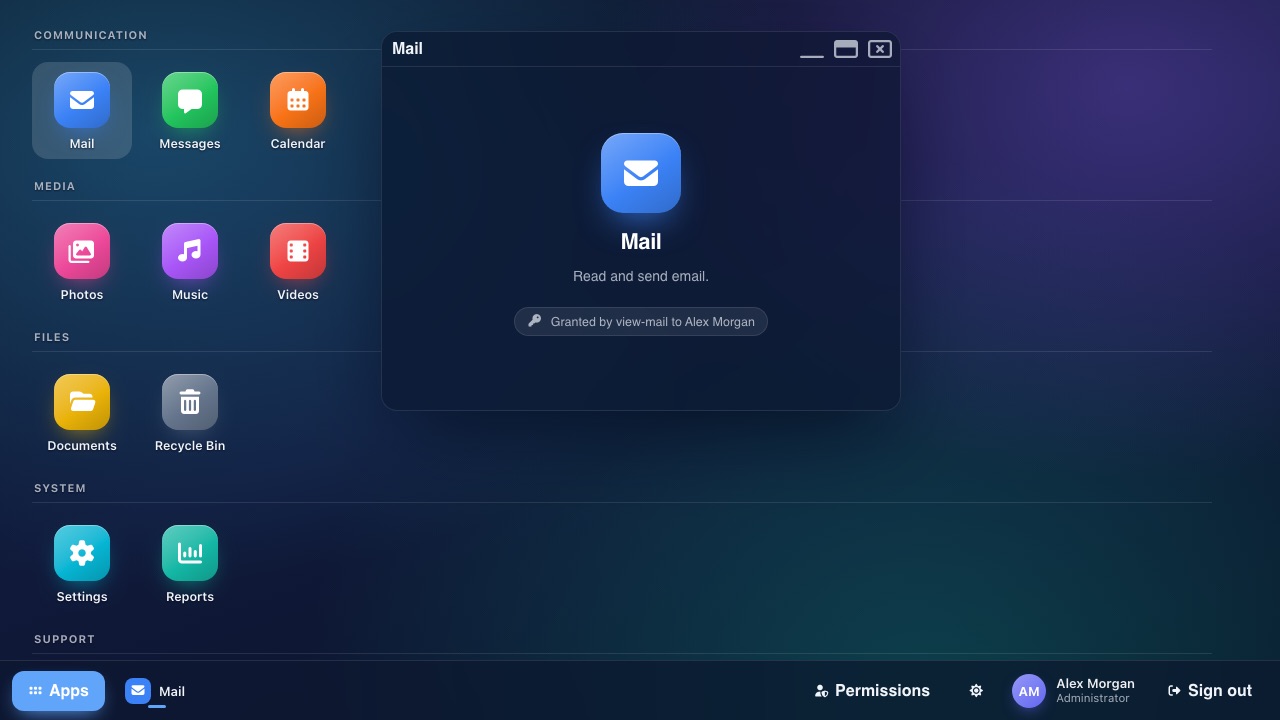 COMMUNICATION
Mail
Messages
Calendar
MEDIA
Photos
Music
Videos
FILES
Documents
Recycle Bin
SYSTEM
Settings
Reports
SUPPORT
Mail
Mail
Read and send email.
Granted by view-mail to Alex Morgan
Apps
Mail
Permissions
AM
Alex Morgan
Administrator
Sign out